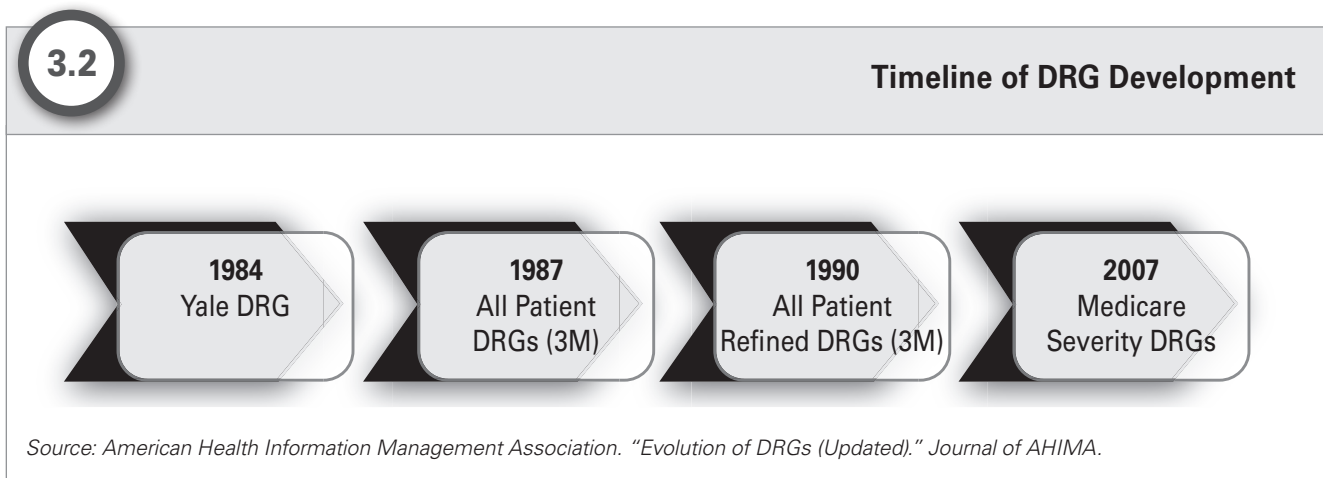 3.2
Timeline of DRG Development
1984
Yale DRG
1987
All Patient
DRGs (3M)
1990
All Patient
Refined DRGs (3M)
2007
Medicare
Severity DRGs
Source: American Health Information Management Association. “Evolution of DRGs (Updated).” Journal of AHIMA.